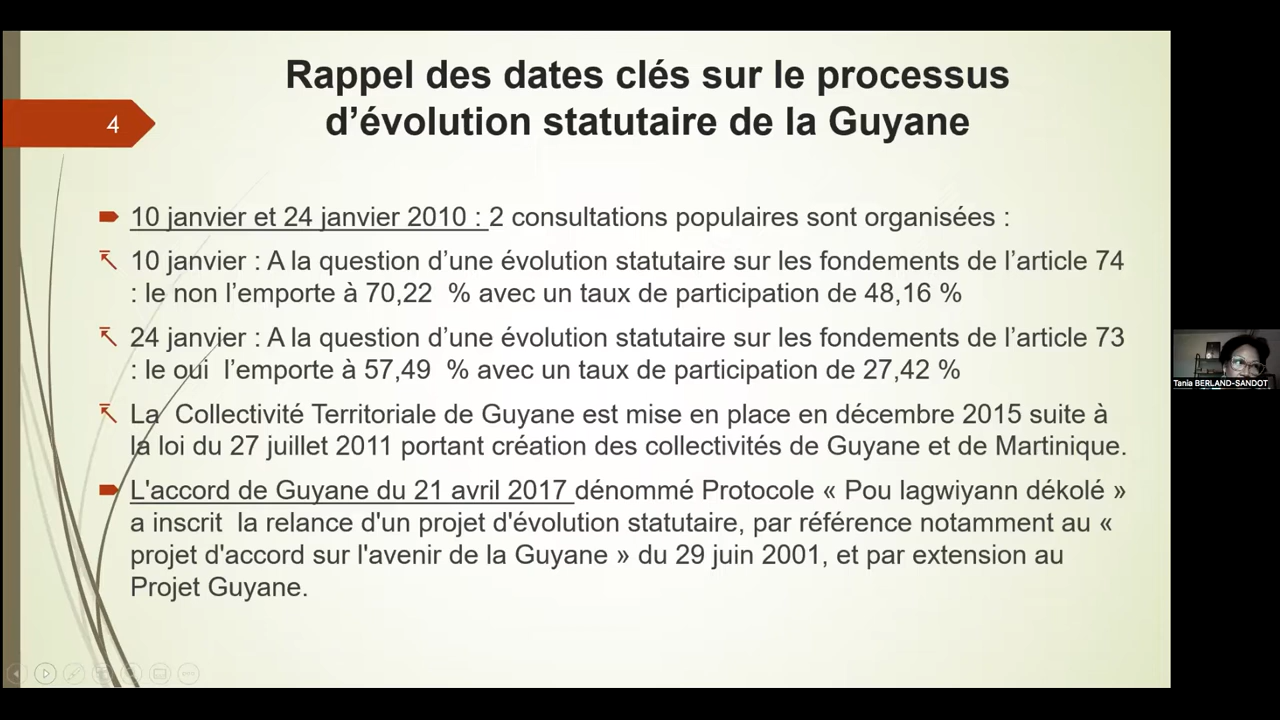 Rappel des dates clés sur le processus
d’évolution statutaire de la Guyane
4
10 janvier et 24 janvier 2010 : 2 consultations populaires sont organisées :
10 janvier : A la question d’une évolution statutaire sur les fondements de l’article 74
: le non l’emporte à 70,22 % avec un taux de participation de 48,16 %
24 janvier : A la question d’une évolution statutaire sur les fondements de l’article 73
: le oui l’emporte à 57,49 % avec un taux de participation de 27,42 %
La Collectivité Territoriale de Guyane est mise en place en décembre 2015 suite à
la loi du 27 juillet 2011 portant création des collectivités de Guyane et de Martinique.
L'accord de Guyane du 21 avril 2017 dénommé Protocole « Pou lagwiyann dékolé »
a inscrit la relance d'un projet d'évolution statutaire, par référence notamment au «
projet d'accord sur l'avenir de la Guyane » du 29 juin 2001, et par extension au
Projet Guyane.
Tania BERLAND-SANDOT